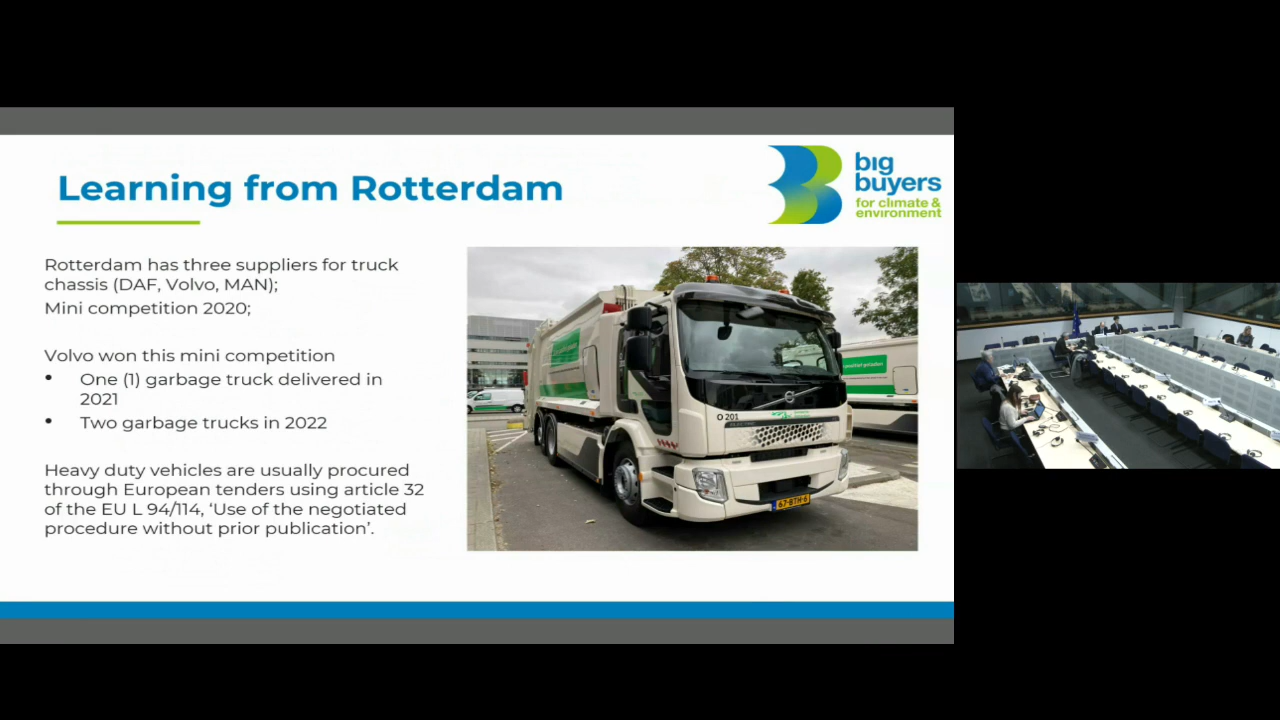 Learning from Rotterdam
big
buyers
for climate &
environment
Rotterdam has three suppliers for truck
chassis (DAF, Volvo, MAN);
Mini competition 2020;
Volvo won this mini competition
• One (1) garbage truck delivered in
2021
• Two garbage trucks in 2022
Heavy duty vehicles are usually procured
through European tenders using article 32
of the EU L 94/114, ‘Use of the negotiated
procedure without prior publication’.
O 201
67-BTH-6